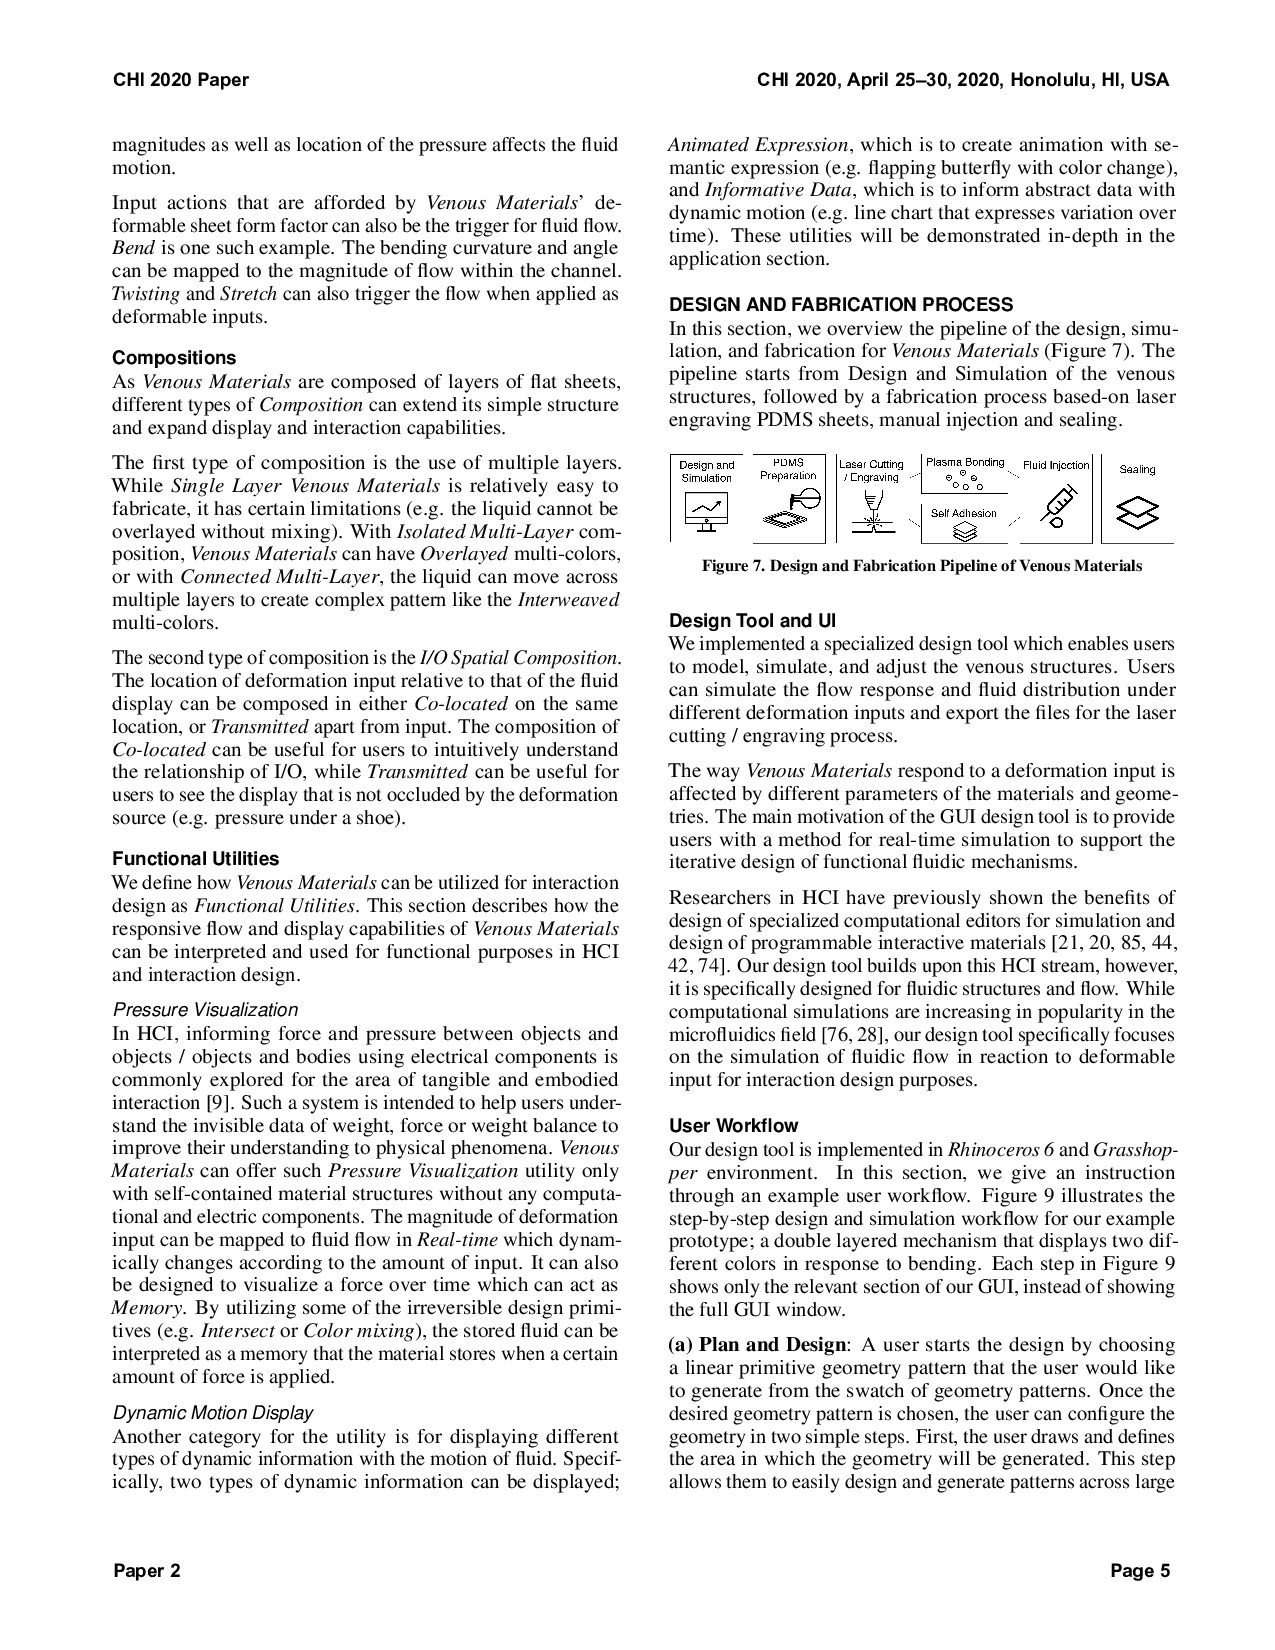 CHI 2020 Paper
CHI 2020, April 25–30, 2020, Honolulu, HI, USA
magnitudes as well as location of the pressure affects the fluid
motion.
Input actions that are afforded by Venous Materials’ de-
formable sheet form factor can also be the trigger for fluid flow.
Bend is one such example. The bending curvature and angle
can be mapped to the magnitude of flow within the channel.
Twisting and Stretch can also trigger the flow when applied as
deformable inputs.
Compositions
As Venous Materials are composed of layers of flat sheets,
different types of Composition can extend its simple structure
and expand display and interaction capabilities.
The first type of composition is the use of multiple layers.
While Single Layer Venous Materials is relatively easy to
fabricate, it has certain limitations (e.g. the liquid cannot be
overlayed without mixing). With Isolated Multi-Layer com-
position, Venous Materials can have Overlayed multi-colors,
or with Connected Multi-Layer, the liquid can move across
multiple layers to create complex pattern like the Interweaved
multi-colors.
The second type of composition is the I/O Spatial Composition.
The location of deformation input relative to that of the fluid
display can be composed in either Co-located on the same
location, or Transmitted apart from input. The composition of
Co-located can be useful for users to intuitively understand
the relationship of I/O, while Transmitted can be useful for
users to see the display that is not occluded by the deformation
source (e.g. pressure under a shoe).
Functional Utilities
We define how Venous Materials can be utilized for interaction
design as Functional Utilities. This section describes how the
responsive flow and display capabilities of Venous Materials
can be interpreted and used for functional purposes in HCI
and interaction design.
Pressure Visualization
In HCI, informing force and pressure between objects and
objects / objects and bodies using electrical components is
commonly explored for the area of tangible and embodied
interaction [9]. Such a system is intended to help users under-
stand the invisible data of weight, force or weight balance to
improve their understanding to physical phenomena. Venous
Materials can offer such Pressure Visualization utility only
with self-contained material structures without any computa-
tional and electric components. The magnitude of deformation
input can be mapped to fluid flow in Real-time which dynam-
ically changes according to the amount of input. It can also
be designed to visualize a force over time which can act as
Memory. By utilizing some of the irreversible design primi-
tives (e.g. Intersect or Color mixing), the stored fluid can be
interpreted as a memory that the material stores when a certain
amount of force is applied.
Dynamic Motion Display
Another category for the utility is for displaying different
types of dynamic information with the motion of fluid. Specif-
ically, two types of dynamic information can be displayed;
Animated Expression, which is to create animation with se-
mantic expression (e.g. flapping butterfly with color change),
and Informative Data, which is to inform abstract data with
dynamic motion (e.g. line chart that expresses variation over
time). These utilities will be demonstrated in-depth in the
application section.
DESIGN AND FABRICATION PROCESS
In this section, we overview the pipeline of the design, simu-
lation, and fabrication for Venous Materials (Figure 7). The
pipeline starts from Design and Simulation of the venous
structures, followed by a fabrication process based-on laser
engraving PDMS sheets, manual injection and sealing.
Design and
Simulation
PDMS
Preparation
Laser Cutting
/ Engraving
Plasma Bonding
Self Adhesion
Fluid Injection
Sealing
Figure 7. Design and Fabrication Pipeline of Venous Materials
Design Tool and UI
We implemented a specialized design tool which enables users
to model, simulate, and adjust the venous structures. Users
can simulate the flow response and fluid distribution under
different deformation inputs and export the files for the laser
cutting / engraving process.
The way Venous Materials respond to a deformation input is
affected by different parameters of the materials and geome-
tries. The main motivation of the GUI design tool is to provide
users with a method for real-time simulation to support the
iterative design of functional fluidic mechanisms.
Researchers in HCI have previously shown the benefits of
design of specialized computational editors for simulation and
design of programmable interactive materials [21, 20, 85, 44,
42, 74]. Our design tool builds upon this HCI stream, however,
it is specifically designed for fluidic structures and flow. While
computational simulations are increasing in popularity in the
microfluidics field [76, 28], our design tool specifically focuses
on the simulation of fluidic flow in reaction to deformable
input for interaction design purposes.
User Workflow
Our design tool is implemented in Rhinoceros 6 and Grasshop-
per environment. In this section, we give an instruction
through an example user workflow. Figure 9 illustrates the
step-by-step design and simulation workflow for our example
prototype; a double layered mechanism that displays two dif-
ferent colors in response to bending. Each step in Figure 9
shows only the relevant section of our GUI, instead of showing
the full GUI window.
(a) Plan and Design: A user starts the design by choosing
a linear primitive geometry pattern that the user would like
to generate from the swatch of geometry patterns. Once the
desired geometry pattern is chosen, the user can configure the
geometry in two simple steps. First, the user draws and defines
the area in which the geometry will be generated. This step
allows them to easily design and generate patterns across large
Paper 2
Page 5